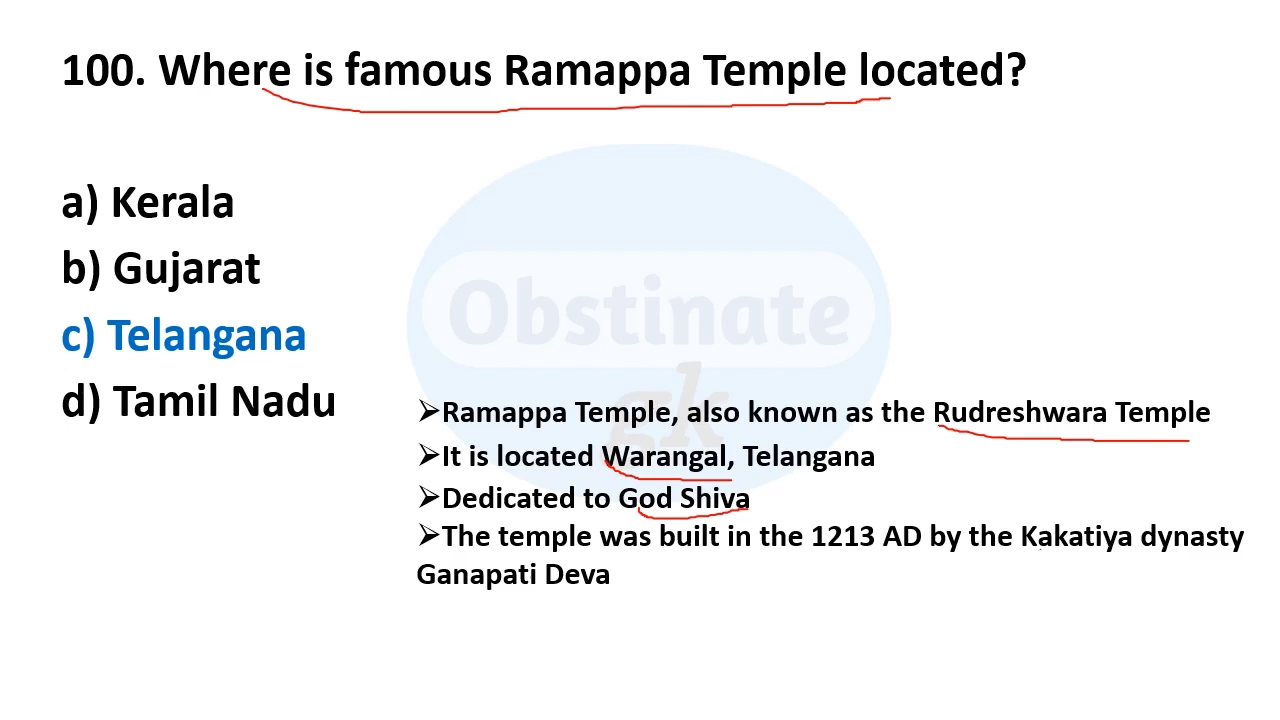 100. Where is famous Ramappa Temple located?
a) Kerala
b) Gujarat
c) Telangana
d) Tamil Nadu
Obstinate
gk
➢Ramappa Temple, also known as the Rudreshwara Temple
➢It is located Warangal, Telangana
➢Dedicated to God Shiva
➢The temple was built in the 1213 AD by the Kakatiya dynasty
Ganapati Deva